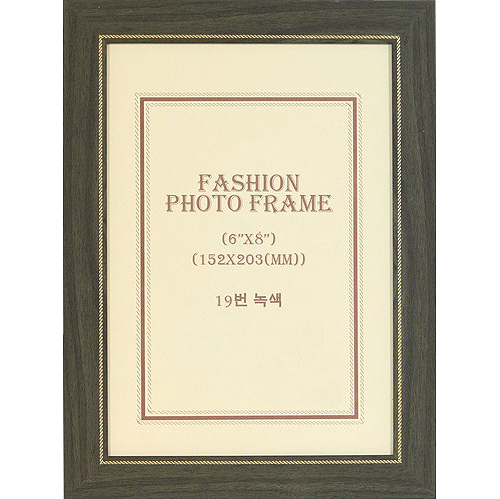 FASHION
PHOTO FRAME
(6"X8")
(152X203(MM))
19번 녹색